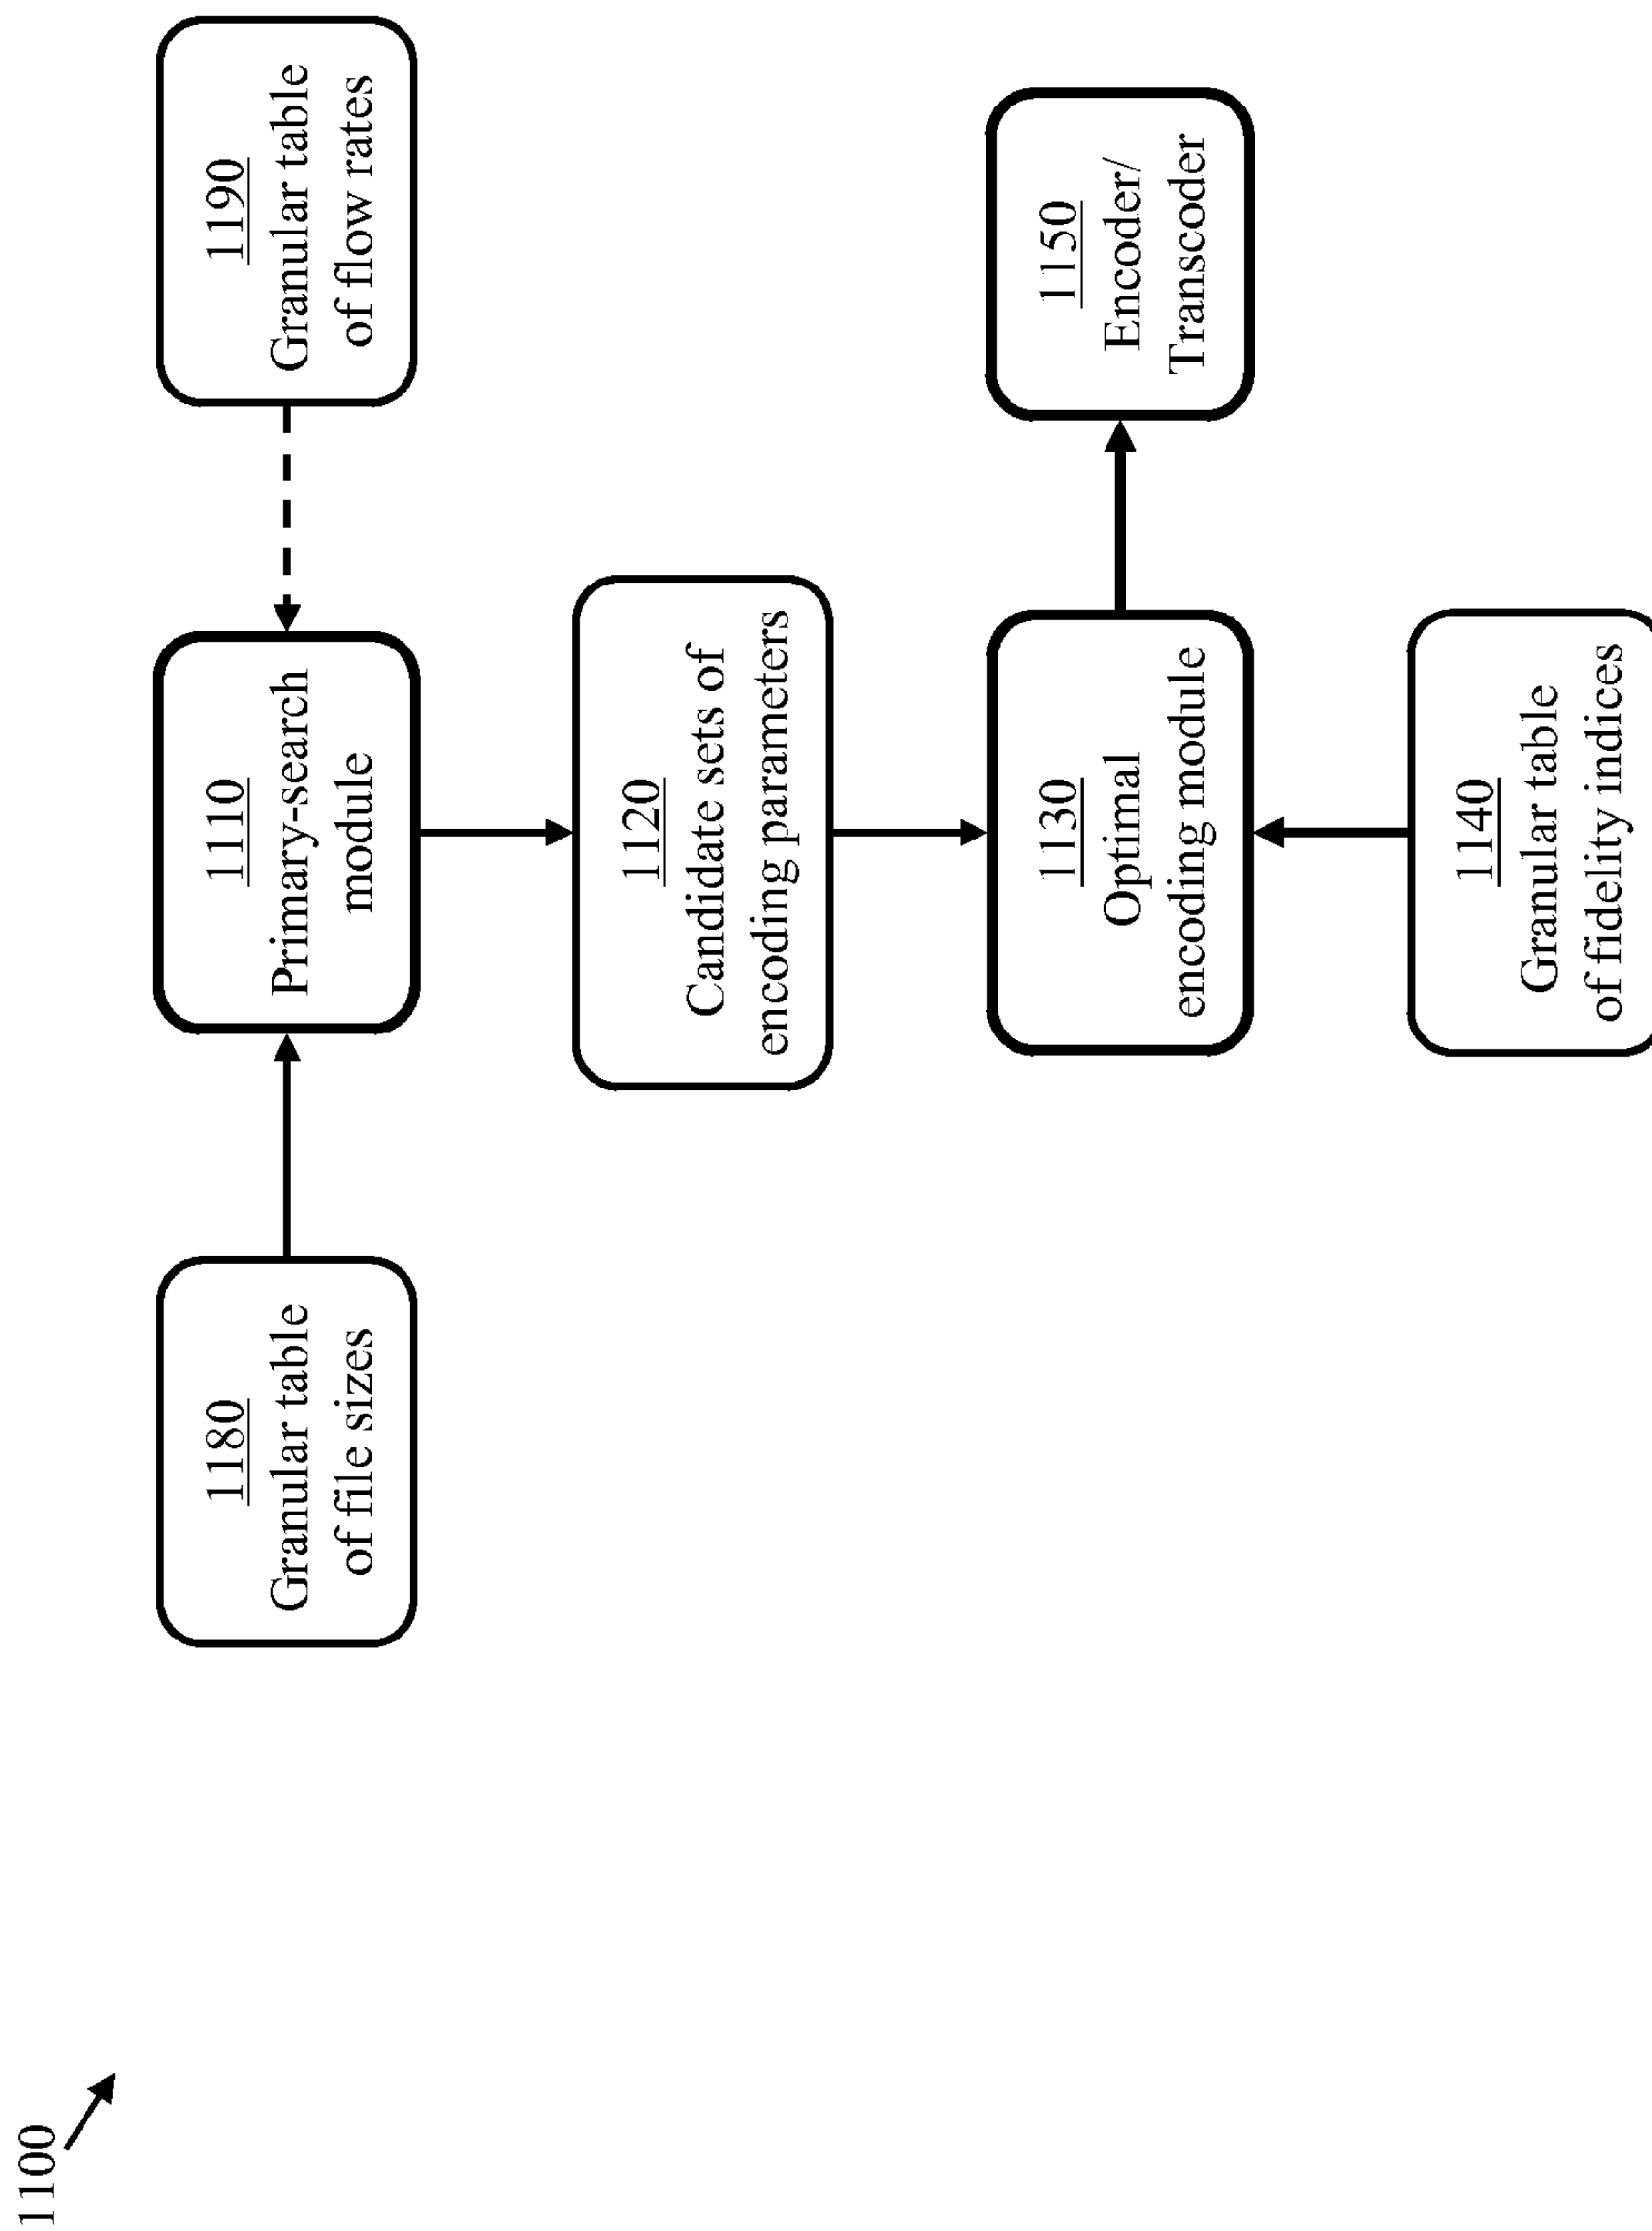 1100
1180
Granular table
of file sizes
1110
Primary-search
module
1190
Granular table
of flow rates
1120
Candidate sets of
encoding parameters
1130
Optimal
encoding module
1150
Encoder/
Transcoder
1140
Granular table
of fidelity indices